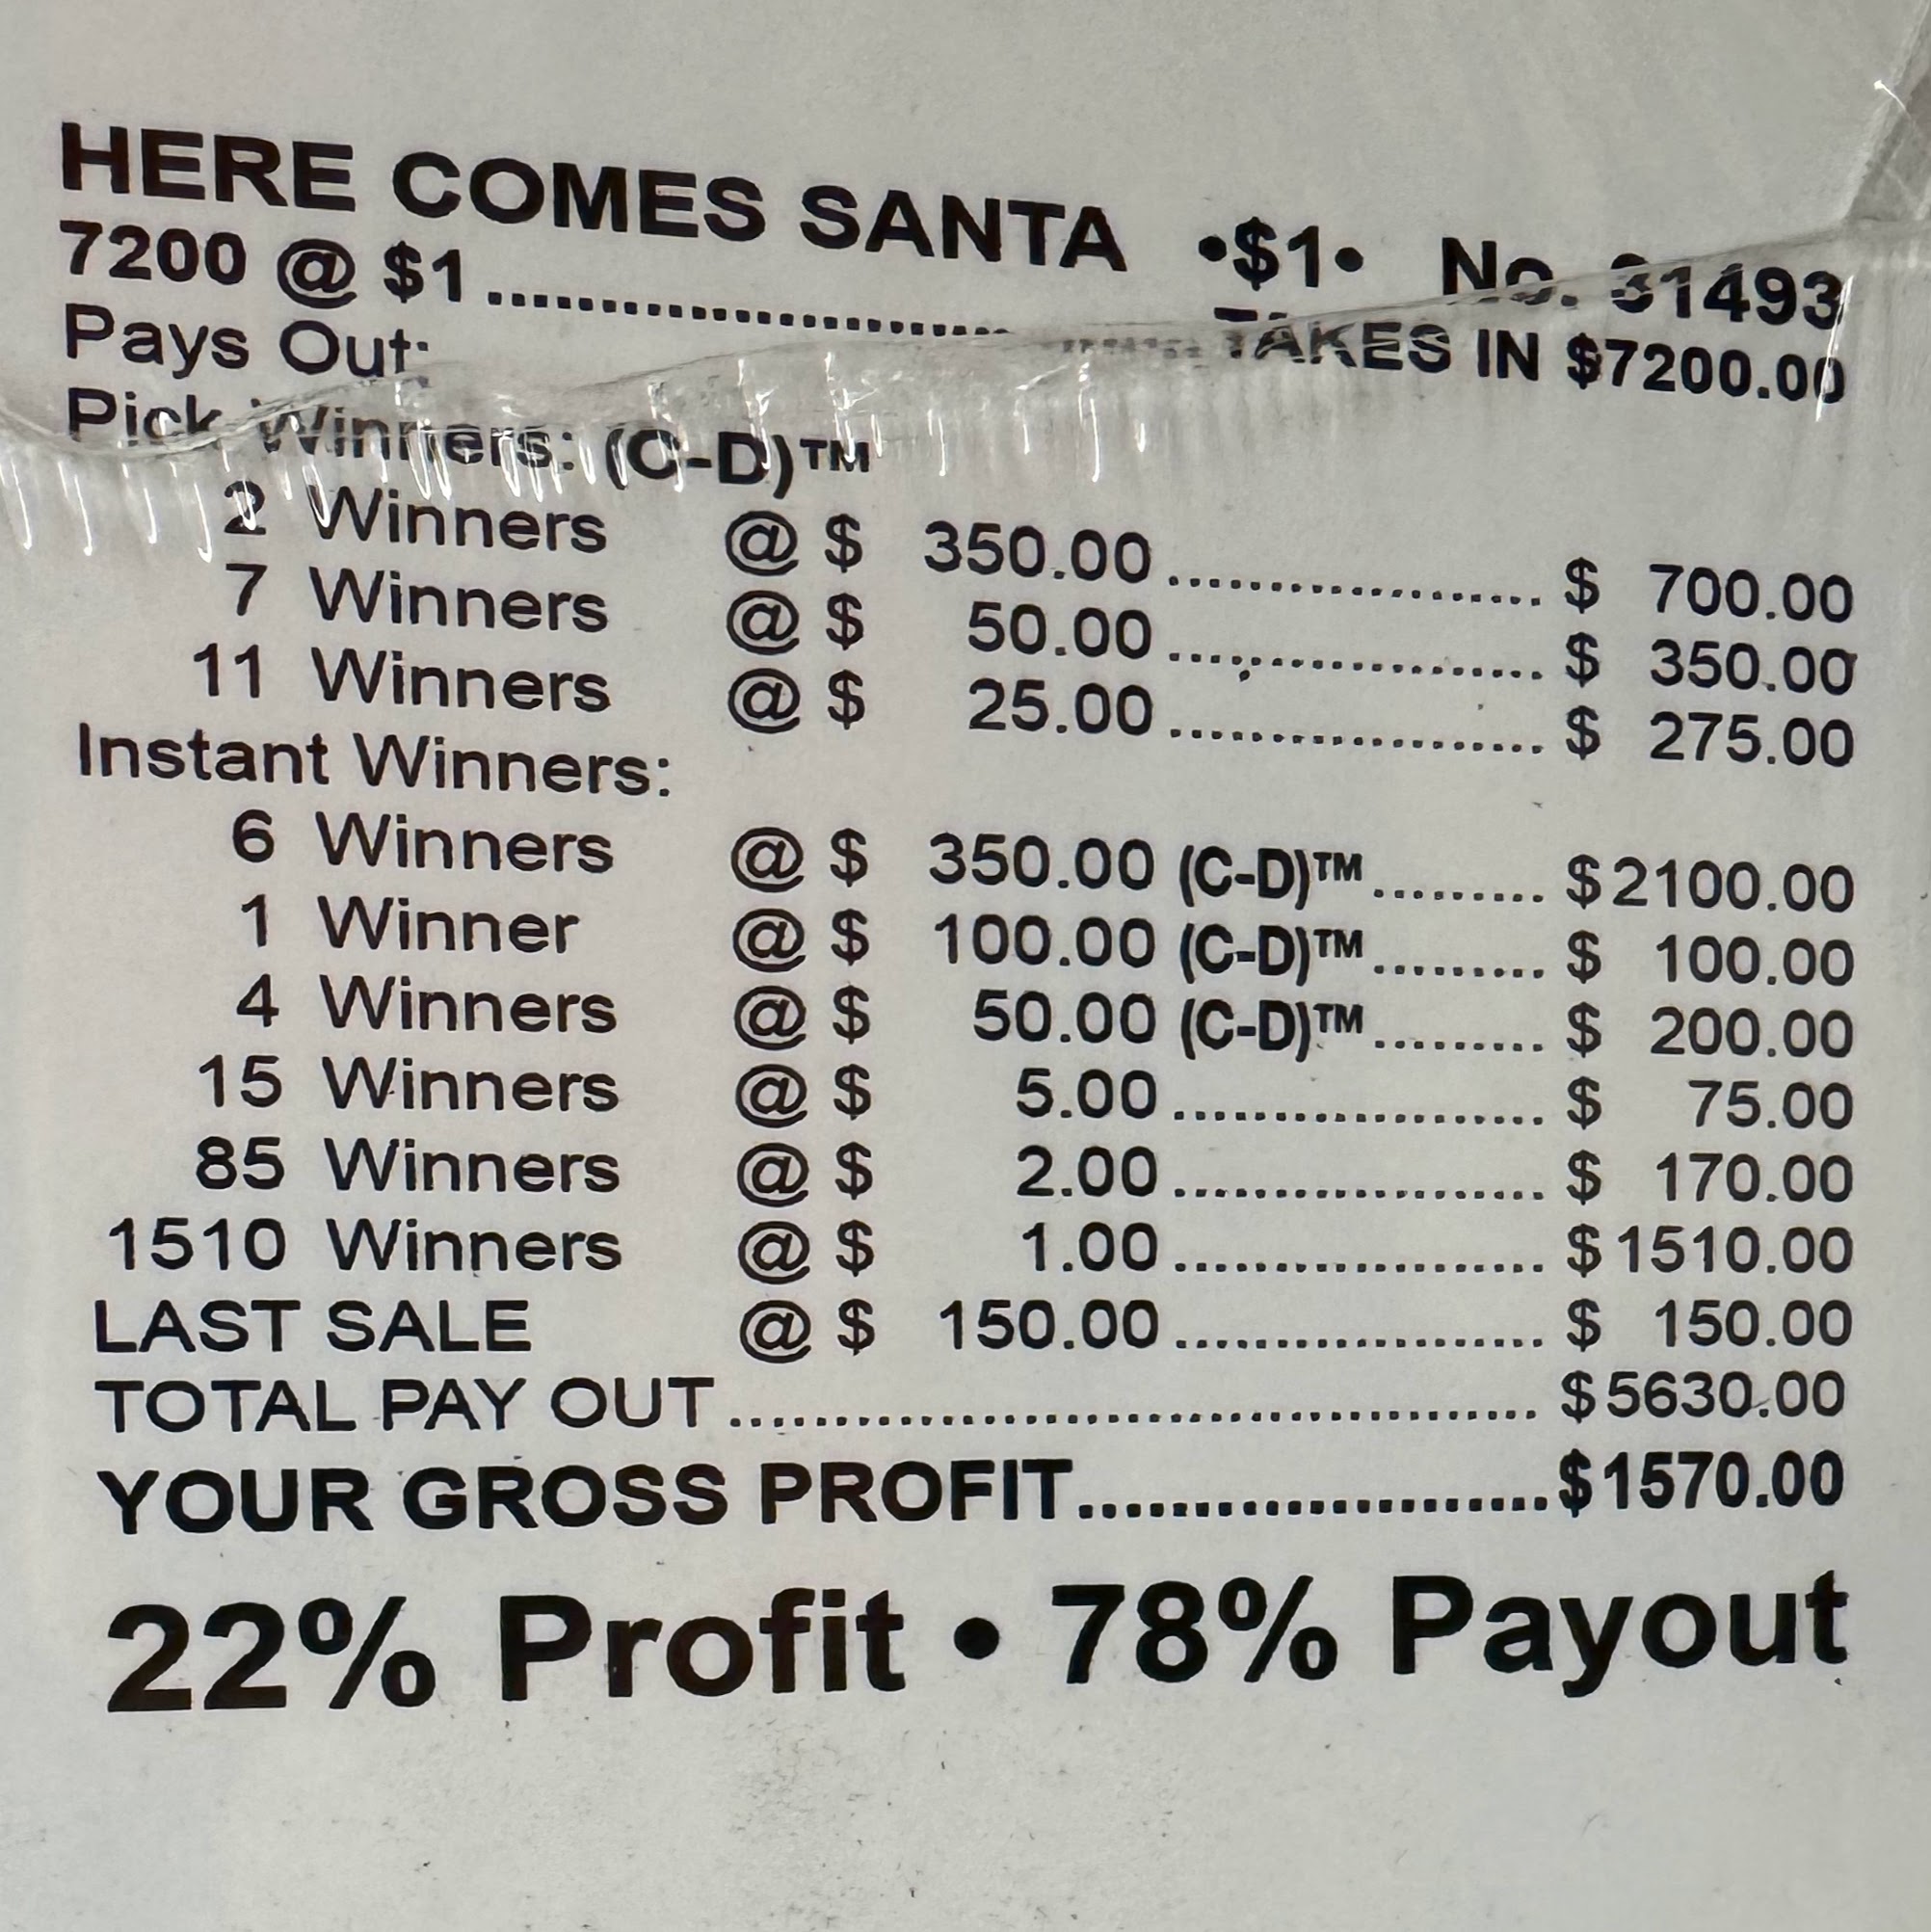 HERE COMES SANTA •$1• No. 31493
7200 @ $1 ........................ TAKES IN $7200.00
Pays Out:
Pick Winners: (C-D)™
2 Winners @ $ 350.00 .................... $ 700.00
7 Winners @ $ 50.00 .................... $ 350.00
11 Winners @ $ 25.00 .................... $ 275.00
Instant Winners:
6 Winners @ $ 350.00 (C-D)™ ......... $2100.00
1 Winner @ $ 100.00 (C-D)™ ......... $ 100.00
4 Winners @ $ 50.00 (C-D)™ ......... $ 200.00
15 Winners @ $ 5.00 .................... $ 75.00
85 Winners @ $ 2.00 .................... $ 170.00
1510 Winners @ $ 1.00 .................... $1510.00
LAST SALE @ $ 150.00 .................... $ 150.00
TOTAL PAY OUT ........................................ $5630.00
YOUR GROSS PROFIT ...................... $1570.00
22% Profit • 78% Payout